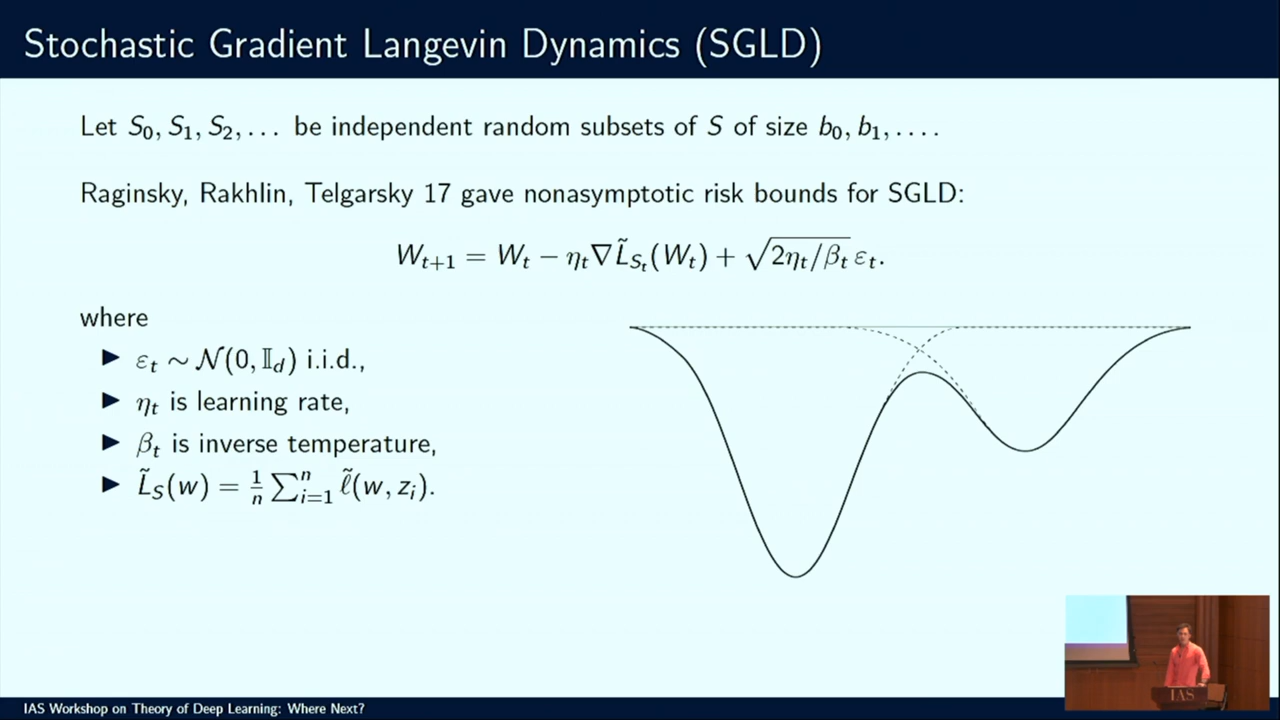 Stochastic Gradient Langevin Dynamics (SGLD)
Let S₀, S₁, S₂, … be independent random subsets of S of size b₀, b₁, ….
Raginsky, Rakhlin, Telgarsky 17 gave nonasymptotic risk bounds for SGLD:
Wₜ₊₁ = Wₜ − ηₜ∇L̃_{Sₜ}(Wₜ) + √(2ηₜ/βₜ) εₜ.
where
▶ εₜ ∼ 𝒩(0, 𝕀_d) i.i.d.,
▶ ηₜ is learning rate,
▶ βₜ is inverse temperature,
▶ L̃_S(w) = 1/n ∑ⁿᵢ₌₁ ℓ̃(w, zᵢ).
IAS
IAS Workshop on Theory of Deep Learning: Where Next?